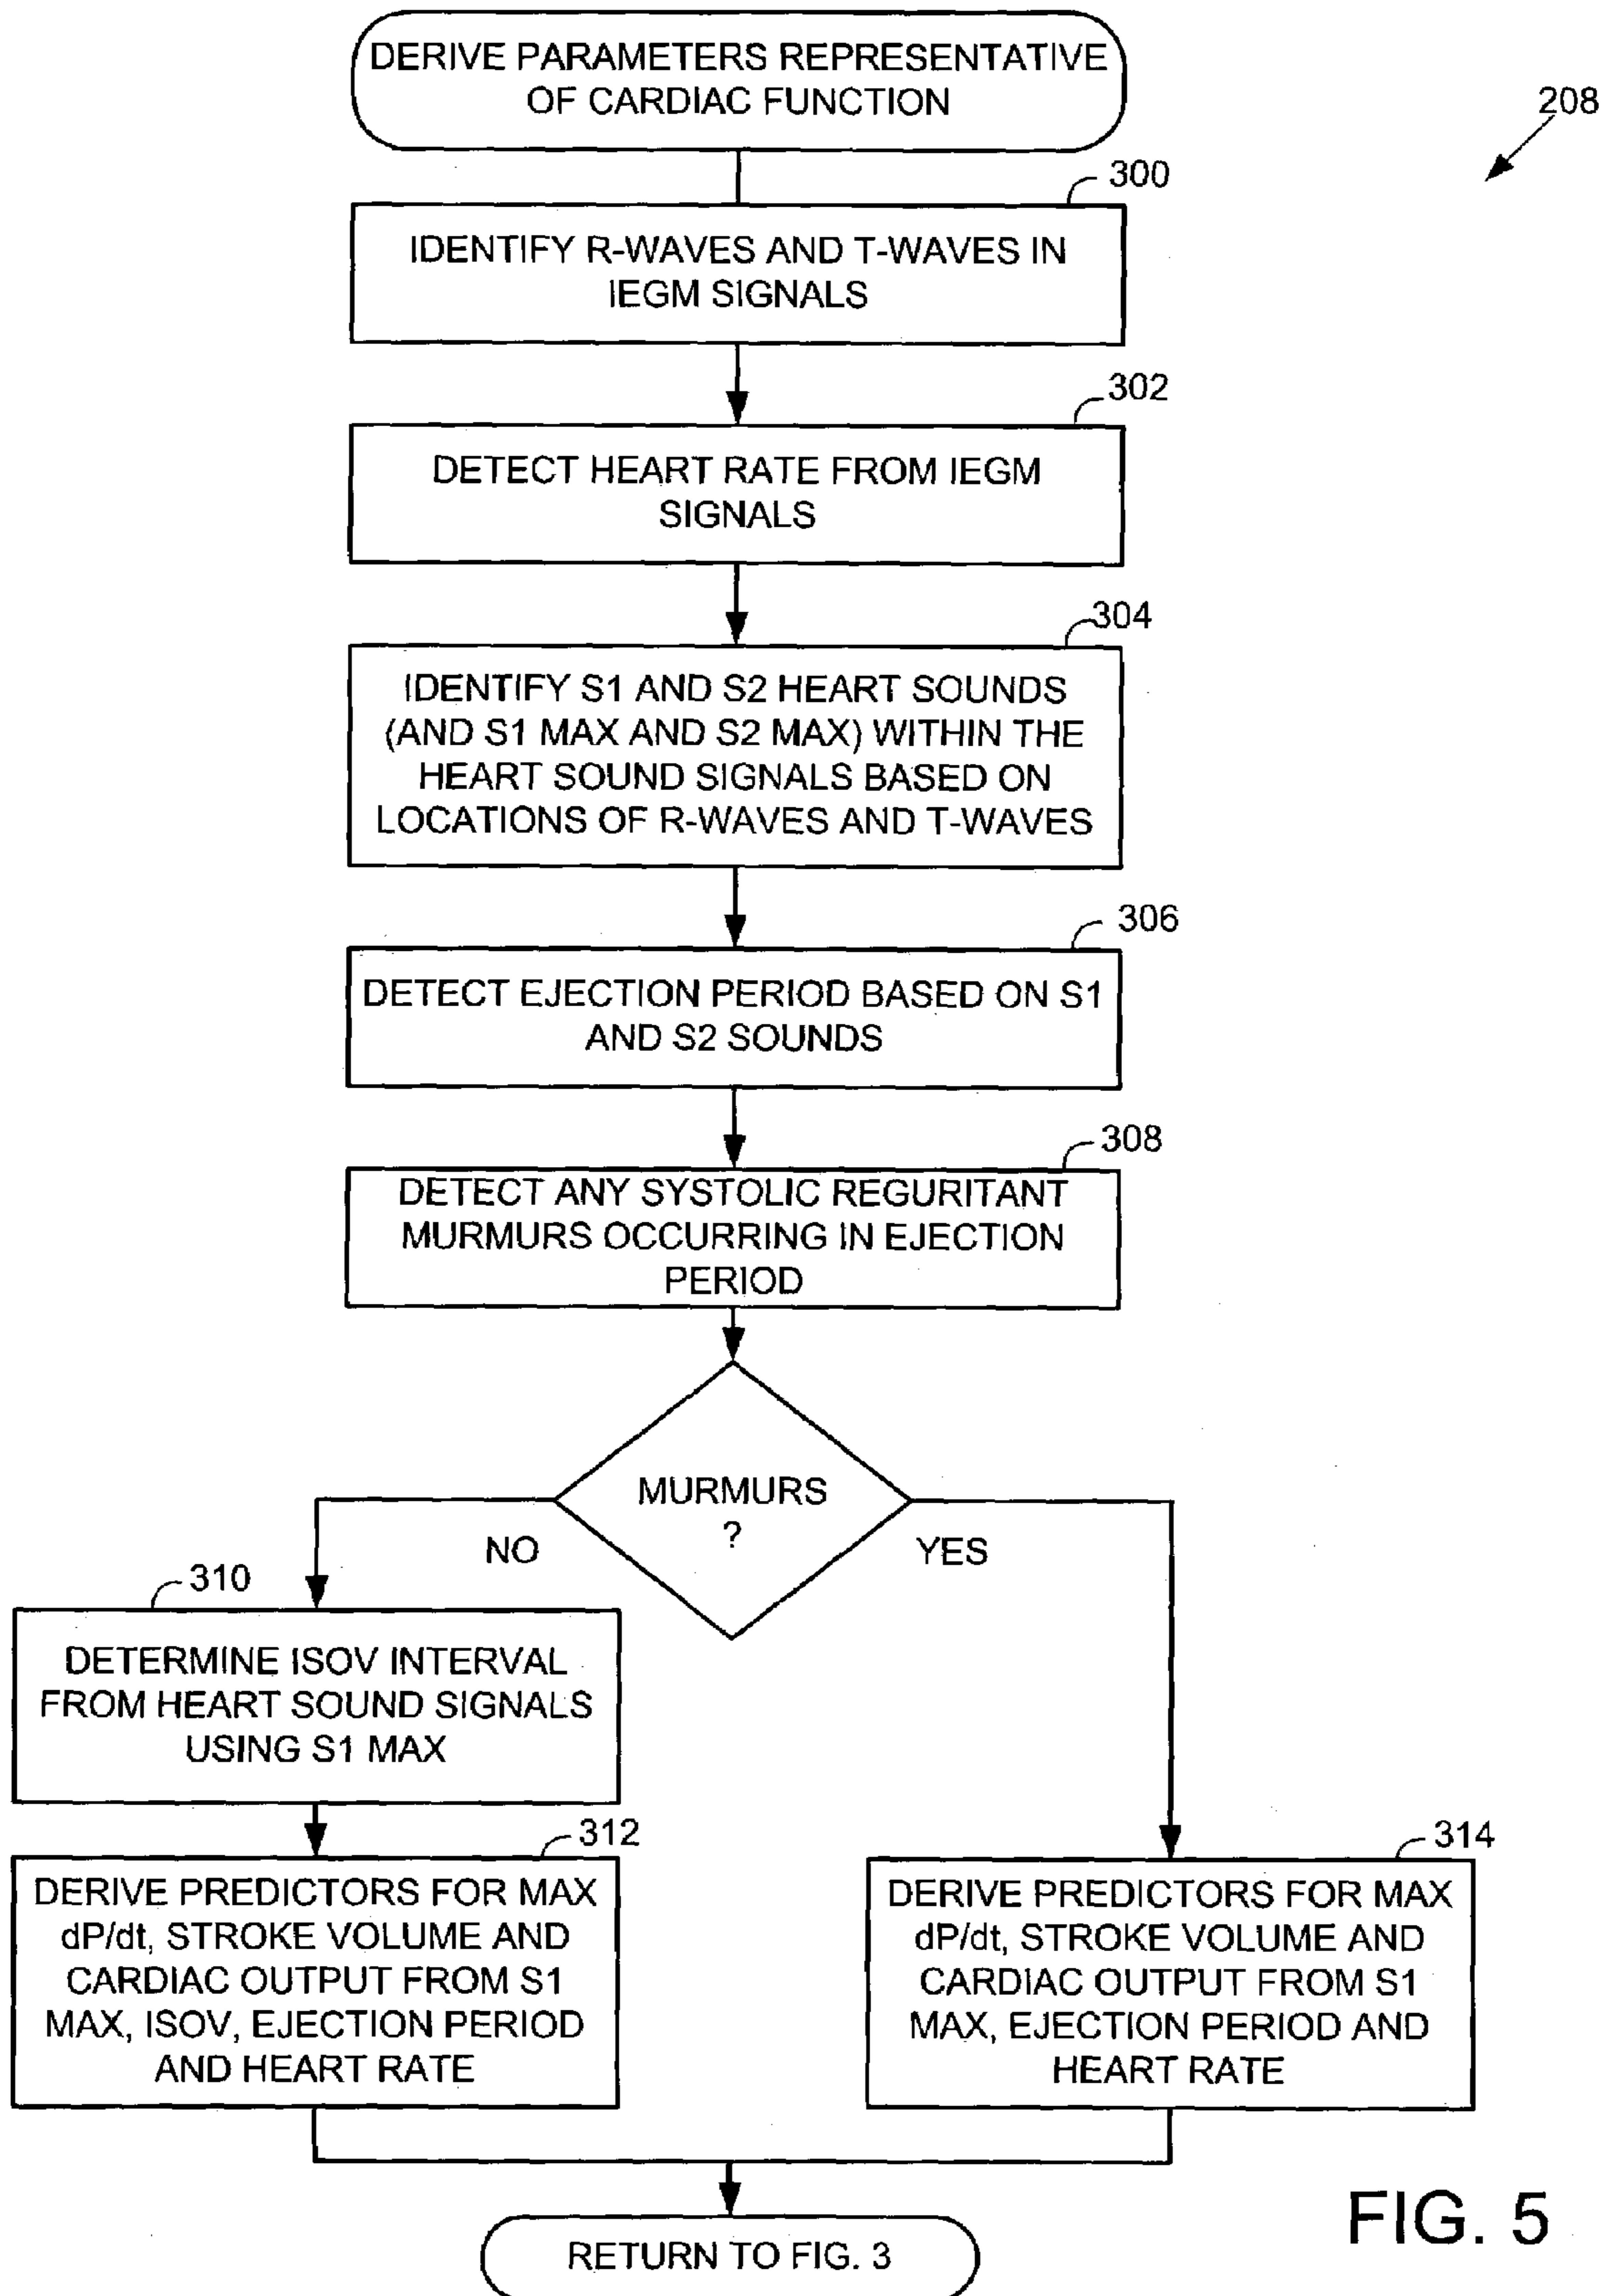 DERIVE PARAMETERS REPRESENTATIVE
OF CARDIAC FUNCTION
208
300
IDENTIFY R-WAVES AND T-WAVES IN
IEGM SIGNALS
302
DETECT HEART RATE FROM IEGM
SIGNALS
304
IDENTIFY S1 AND S2 HEART SOUNDS
(AND S1 MAX AND S2 MAX) WITHIN THE
HEART SOUND SIGNALS BASED ON
LOCATIONS OF R-WAVES AND T-WAVES
306
DETECT EJECTION PERIOD BASED ON S1
AND S2 SOUNDS
308
DETECT ANY SYSTOLIC REGURITANT
MURMURS OCCURRING IN EJECTION
PERIOD
MURMURS
?
NO
YES
310
DETERMINE ISOV INTERVAL
FROM HEART SOUND SIGNALS
USING S1 MAX
312
DERIVE PREDICTORS FOR MAX
dP/dt, STROKE VOLUME AND
CARDIAC OUTPUT FROM S1
MAX, ISOV, EJECTION PERIOD
AND HEART RATE
314
DERIVE PREDICTORS FOR MAX
dP/dt, STROKE VOLUME AND
CARDIAC OUTPUT FROM S1
MAX, EJECTION PERIOD AND
HEART RATE
RETURN TO FIG. 3
FIG. 5